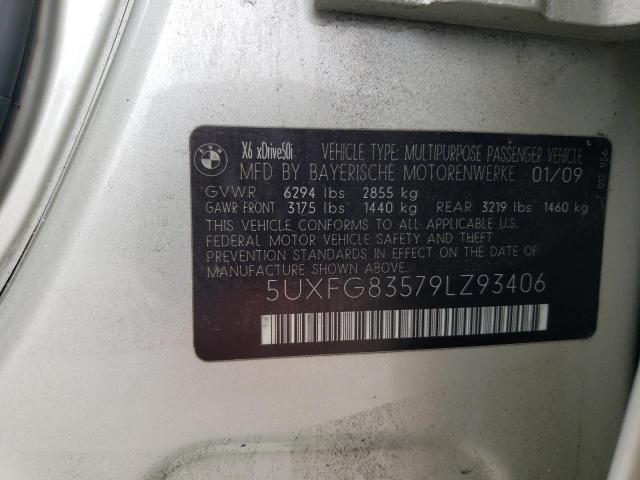 BMW
X6 xDrive50i VEHICLE TYPE: MULTIPURPOSE PASSENGER VEHICLE
MFD BY BAYERISCHE MOTORENWERKE 01/09
GVWR 6294 lbs 2855 kg
GAWR FRONT 3175 lbs 1440 kg REAR 3219 lbs 1460 kg
THIS VEHICLE CONFORMS TO ALL APPLICABLE U.S.
FEDERAL MOTOR VEHICLE SAFETY AND THEFT
PREVENTION STANDARDS IN EFFECT ON THE DATE OF
MANUFACTURE SHOWN ABOVE.
5UXFG83579LZ93406